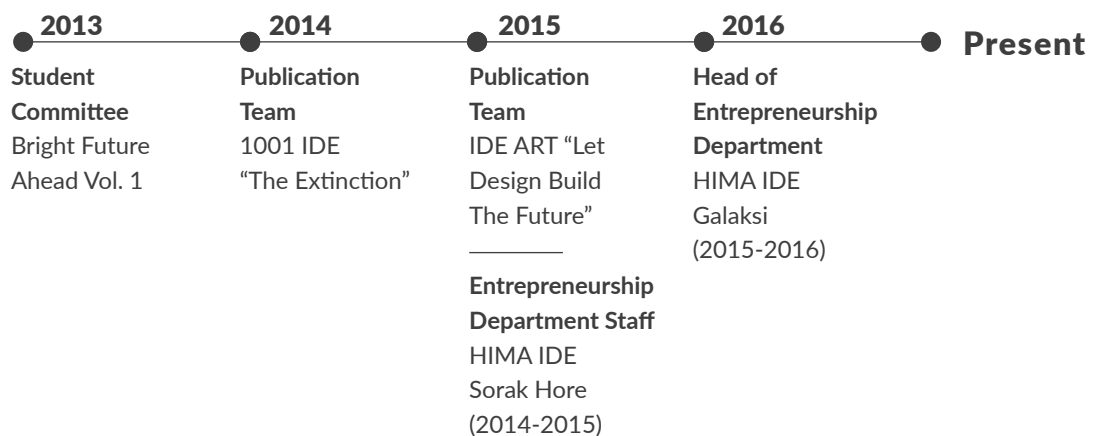 2013
Student
Committee
Bright Future
Ahead Vol. 1
2014
Publication
Team
1001 IDE
“The Extinction”
2015
Publication
Team
IDE ART “Let
Design Build
The Future”
Entrepreneurship
Department Staff
HIMA IDE
Sorak Hore
(2014-2015)
2016
Head of
Entrepreneurship
Department
HIMA IDE
Galaksi
(2015-2016)
Present